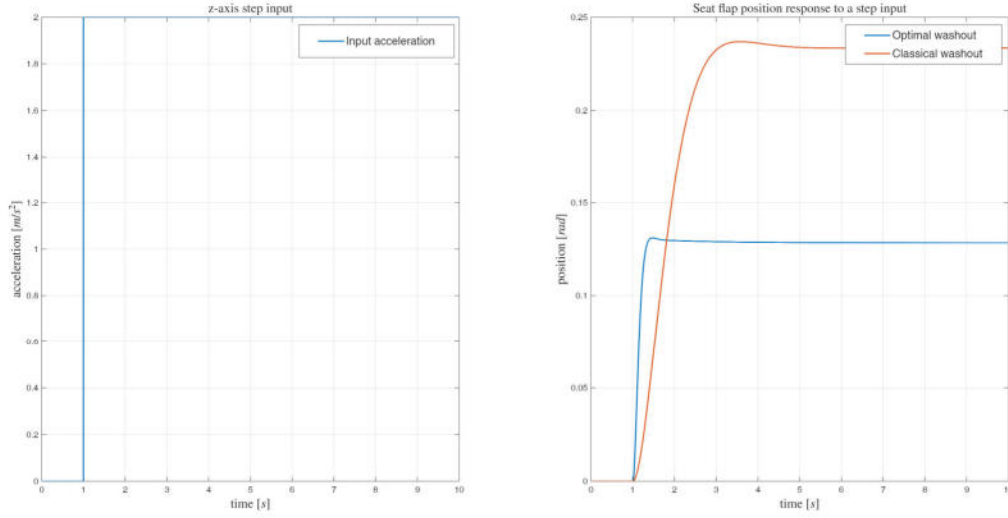 z-axis step input
Input acceleration
acceleration [m/s²]
2
1.8
1.6
1.4
1.2
1
0.8
0.6
0.4
0.2
0
0 1 2 3 4 5 6 7 8 9 10
time [s]
Seat flap position response to a step input
Optimal washout
Classical washout
position [rad]
0.25
0.2
0.15
0.1
0.05
0
0 1 2 3 4 5 6 7 8 9 10
time [s]